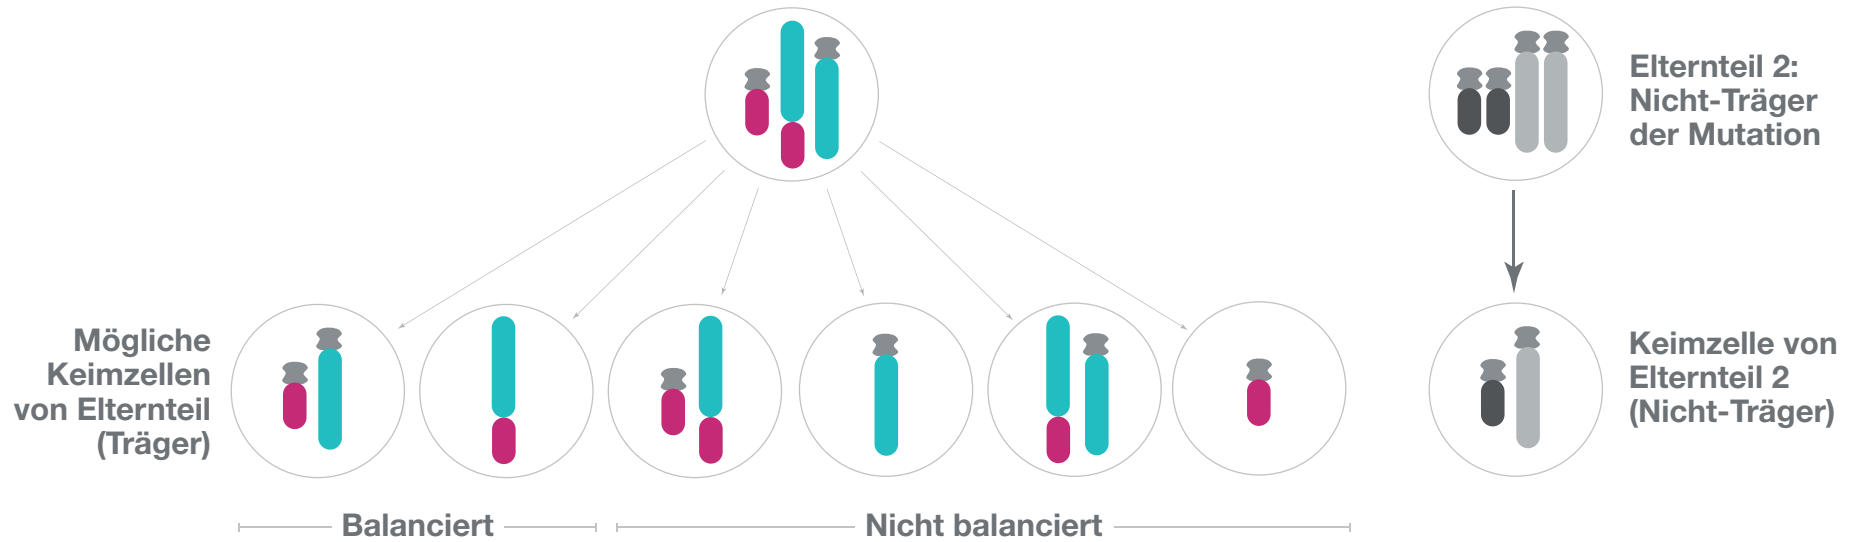 Elternteil 2:
Nicht-Träger
der Mutation
Mögliche
Keimzellen
von Elternteil
(Träger)
Keimzelle von
Elternteil 2
(Nicht-Träger)
Balanciert
Nicht balanciert